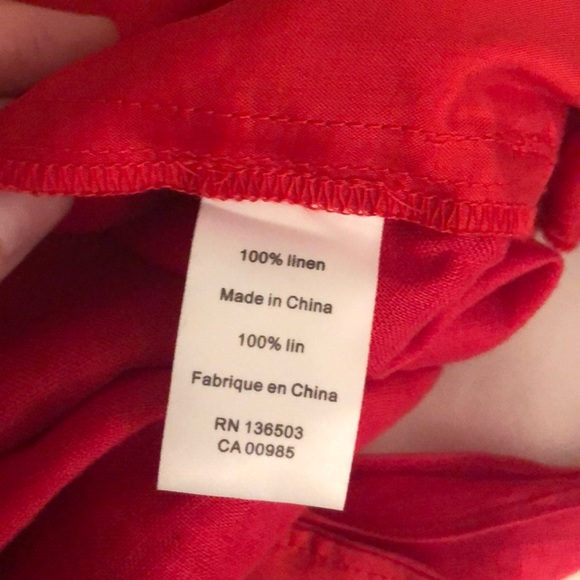 100% linen
Made in China
100% lin
Fabrique en China
RN 136503
CA 00985